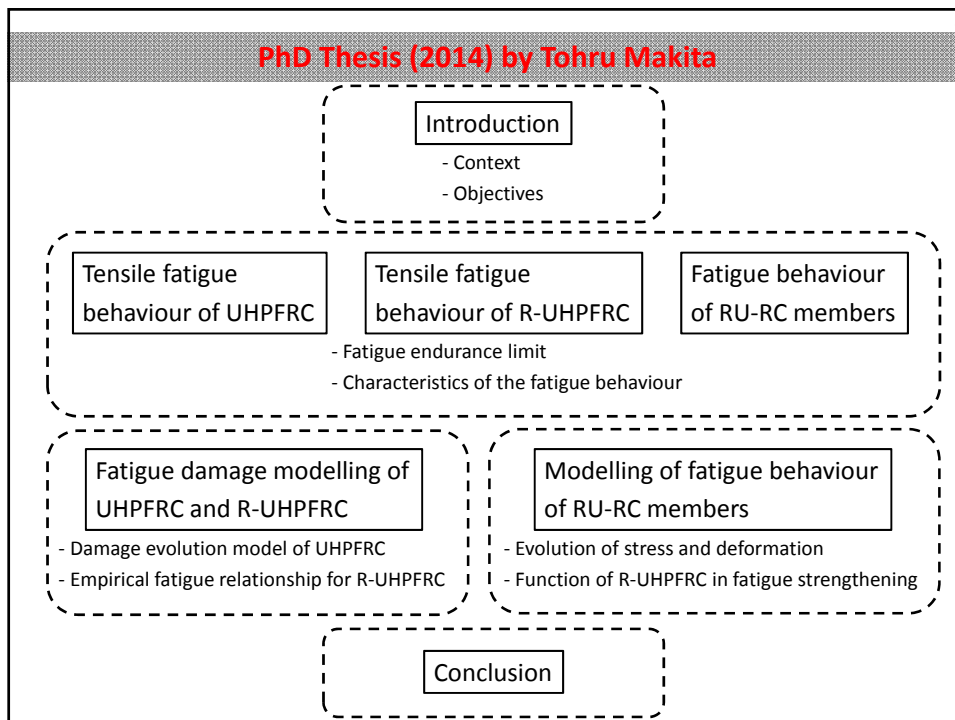 PhD Thesis (2014) by Tohru Makita
Introduction
- Context
- Objectives
Tensile fatigue
behaviour of UHPFRC
Tensile fatigue
behaviour of R-UHPFRC
Fatigue behaviour
of RU-RC members
- Fatigue endurance limit
- Characteristics of the fatigue behaviour
Fatigue damage modelling of
UHPFRC and R-UHPFRC
- Damage evolution model of UHPFRC
- Empirical fatigue relationship for R-UHPFRC
Modelling of fatigue behaviour
of RU-RC members
- Evolution of stress and deformation
- Function of R-UHPFRC in fatigue strengthening
Conclusion